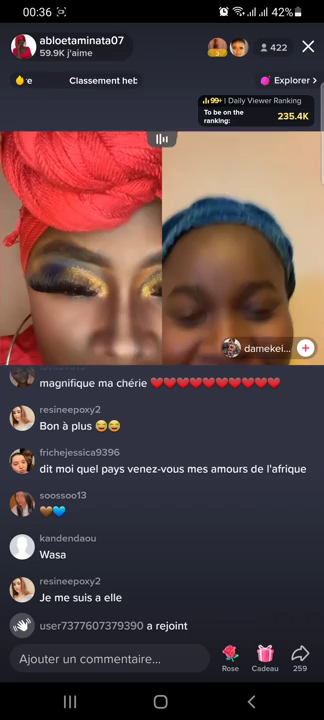 00:36
42%
abloetaminata07
59.9K j'aime
422
Classement heb
Explorer >
99+ | Daily Viewer Ranking
To be on the ranking:
235.4K
damekei...
magnifique ma chérie ❤️❤️❤️❤️❤️❤️❤️❤️❤️❤️
resineepoxy2
Bon à plus 😅😅
frichejessica9396
dit moi quel pays venez-vous mes amours de l'afrique
soossoo13
🤎💙
kandendaou
Wasa
resineepoxy2
Je me suis a elle
user7377607379390 a rejoint
Ajouter un commentaire...
Rose
Cadeau
259